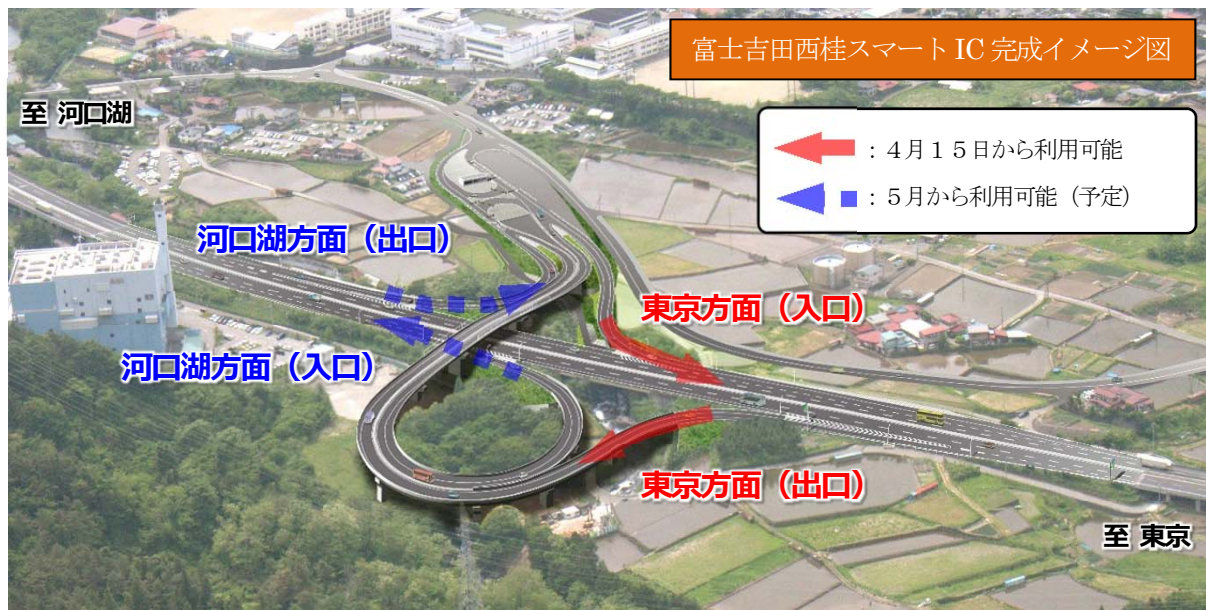 富士吉田西桂スマートIC完成イメージ図
至 河口湖
：４月１５日から利用可能
：５月から利用可能（予定）
河口湖方面（出口）
東京方面（入口）
河口湖方面（入口）
東京方面（出口）
至 東京